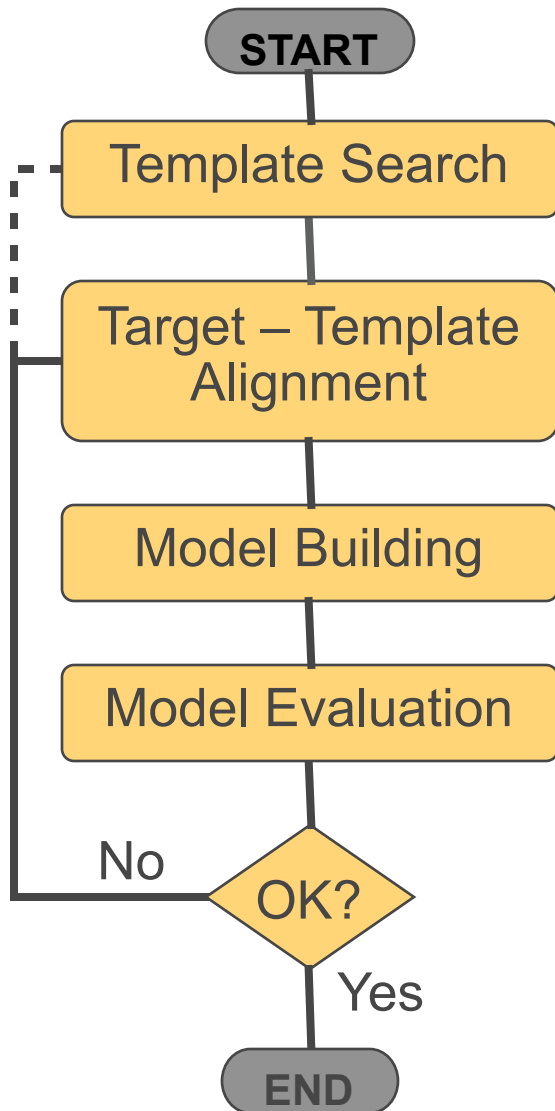 START
Template Search
Target – Template
Alignment
Model Building
Model Evaluation
No
OK?
Yes
END